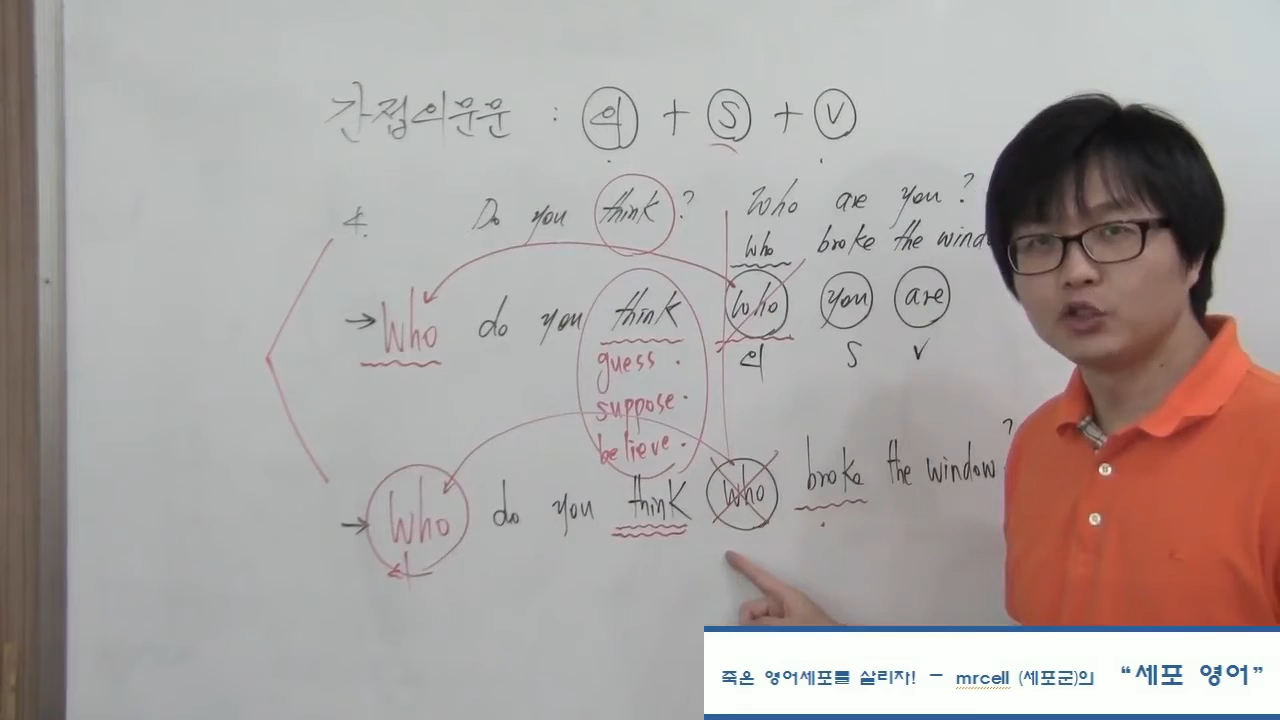 간접의문문 : 의 + S + V
4. Do you think? Who are you?
who broke the windo
→ Who do you think who you are
의 S V
guess.
suppose.
believe.
→ Who do you think who broke the window?
죽은 영어세포를 살리자! - mrcell (세포군)의 "세포 영어"